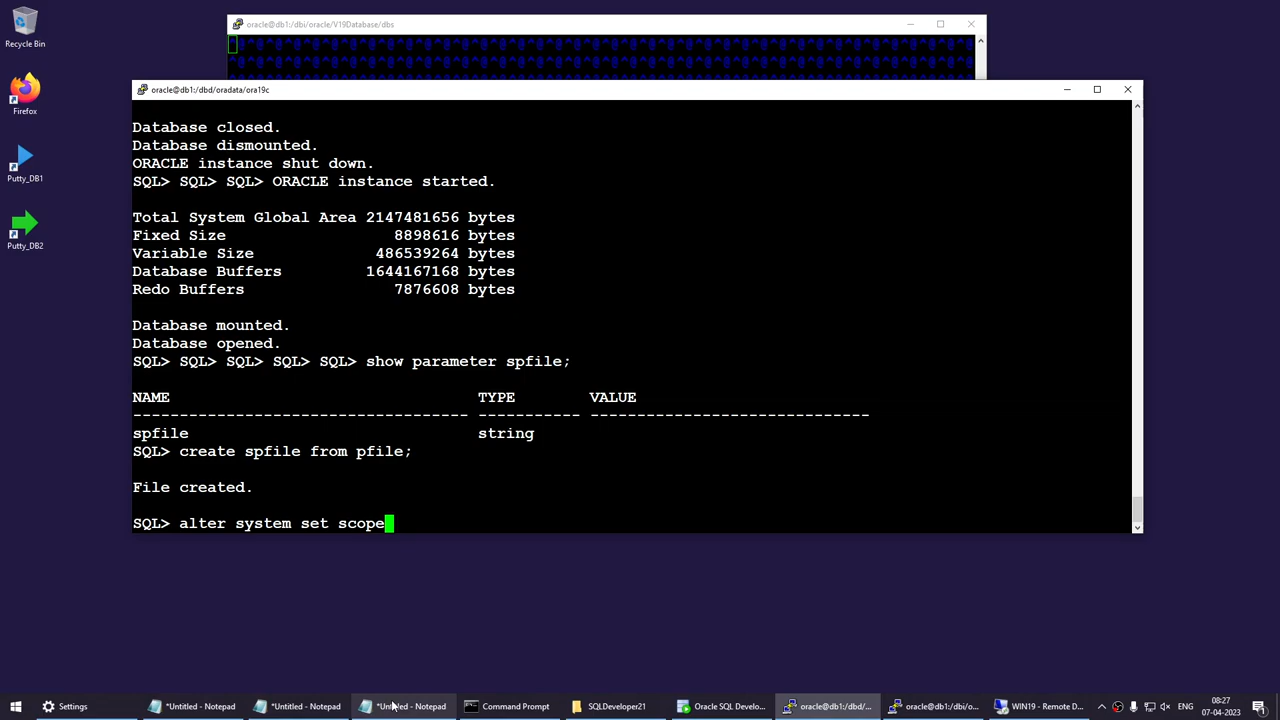 Recycle Bin
Firefox
Putty_DB1
Putty_DB2
oracle@db1:/dbi/oracle/V19Database/dbs
oracle@db1:/dbd/oradata/ora19c
Database closed.
Database dismounted.
ORACLE instance shut down.
SQL> SQL> SQL> ORACLE instance started.
Total System Global Area 2147481656 bytes
Fixed Size 8898616 bytes
Variable Size 486539264 bytes
Database Buffers 1644167168 bytes
Redo Buffers 7876608 bytes
Database mounted.
Database opened.
SQL> SQL> SQL> SQL> SQL> show parameter spfile;
NAME TYPE VALUE
------------------------------------ ----------- ------------------------------
spfile string
SQL> create spfile from pfile;
File created.
SQL> alter system set scope
Settings
*Untitled - Notepad
*Untitled - Notepad
*Untitled - Notepad
Command Prompt
SQLDeveloper21
Oracle SQL Develo...
oracle@db1:/dbd/...
oracle@db1:/dbi/o...
WIN19 - Remote D...
ENG
08:27
07-04-2023